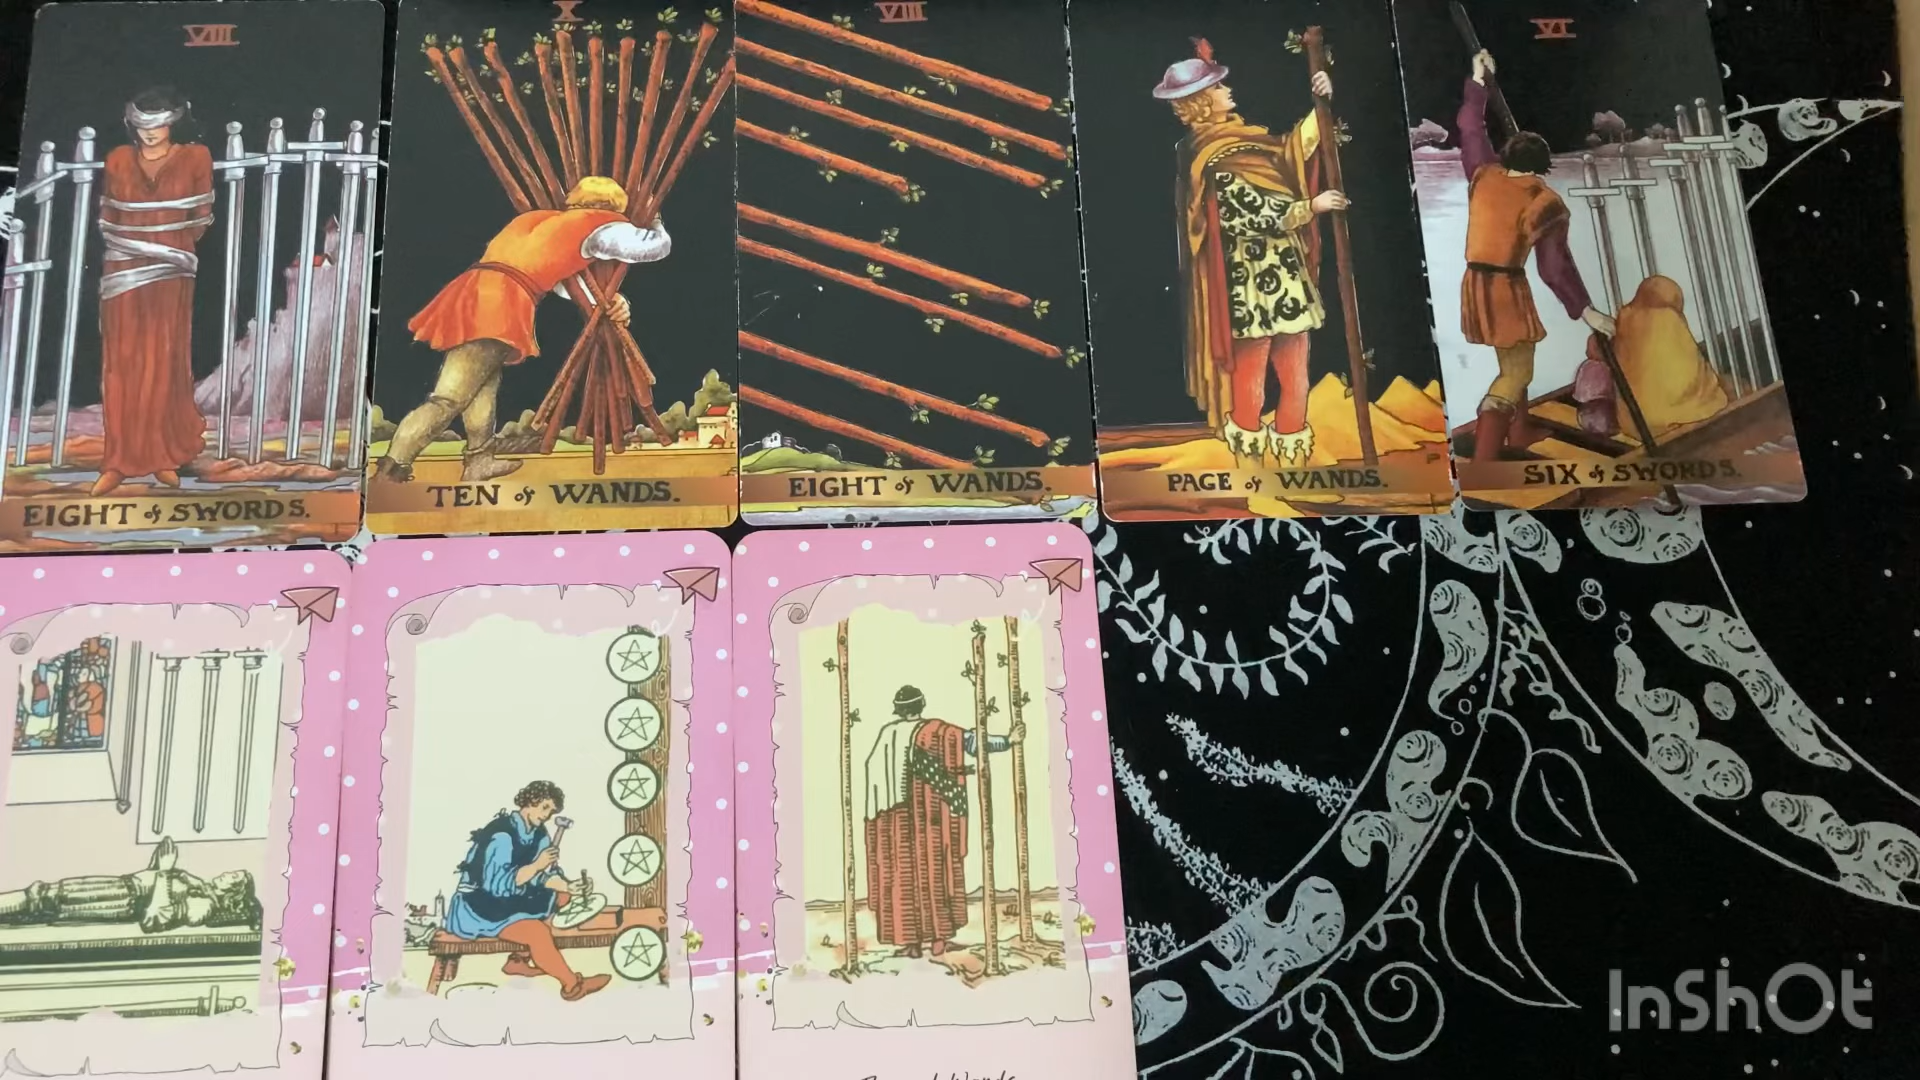 VIII
X
VIII
VI
EIGHT of SWORDS.
TEN of WANDS.
EIGHT of WANDS.
PAGE of WANDS.
SIX of SWORDS.
InShOt